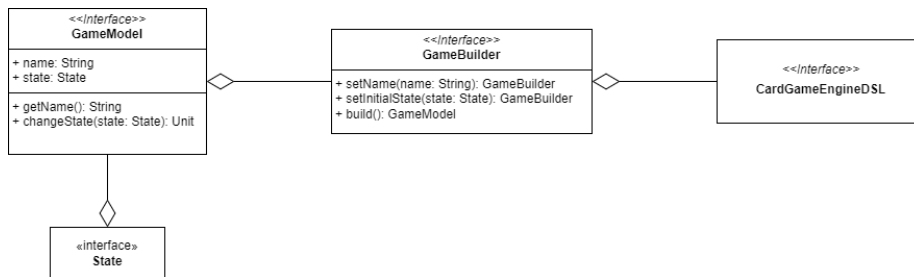 <<Interface>>
GameModel
+ name: String
+ state: State
+ getName(): String
+ changeState(state: State): Unit
<<Interface>>
GameBuilder
+ setName(name: String): GameBuilder
+ setInitialState(state: State): GameBuilder
+ build(): GameModel
<<Interface>>
CardGameEngineDSL
«interface»
State